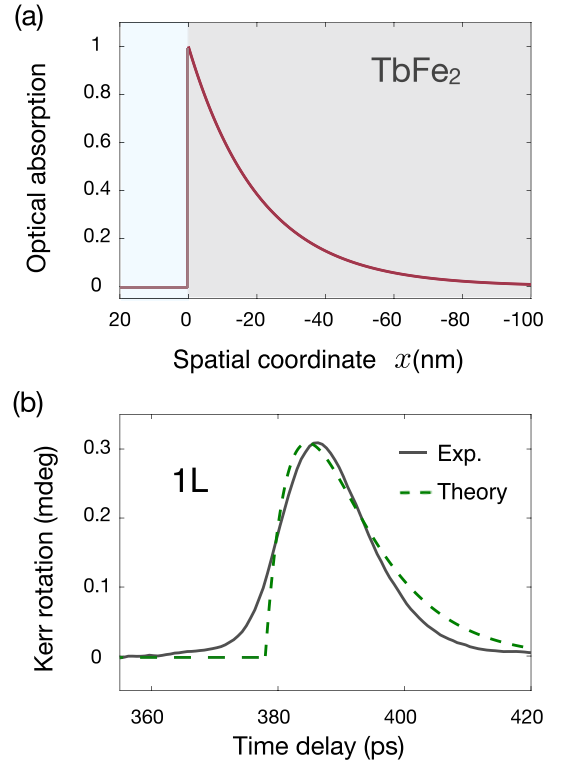 (a)
TbFe₂
Optical absorption
1
0.8
0.6
0.4
0.2
0
20 0 -20 -40 -60 -80 -100
Spatial coordinate x(nm)
(b)
Kerr rotation (mdeg)
0.3
0.2
0.1
0
1L
Exp.
Theory
360 380 400 420
Time delay (ps)